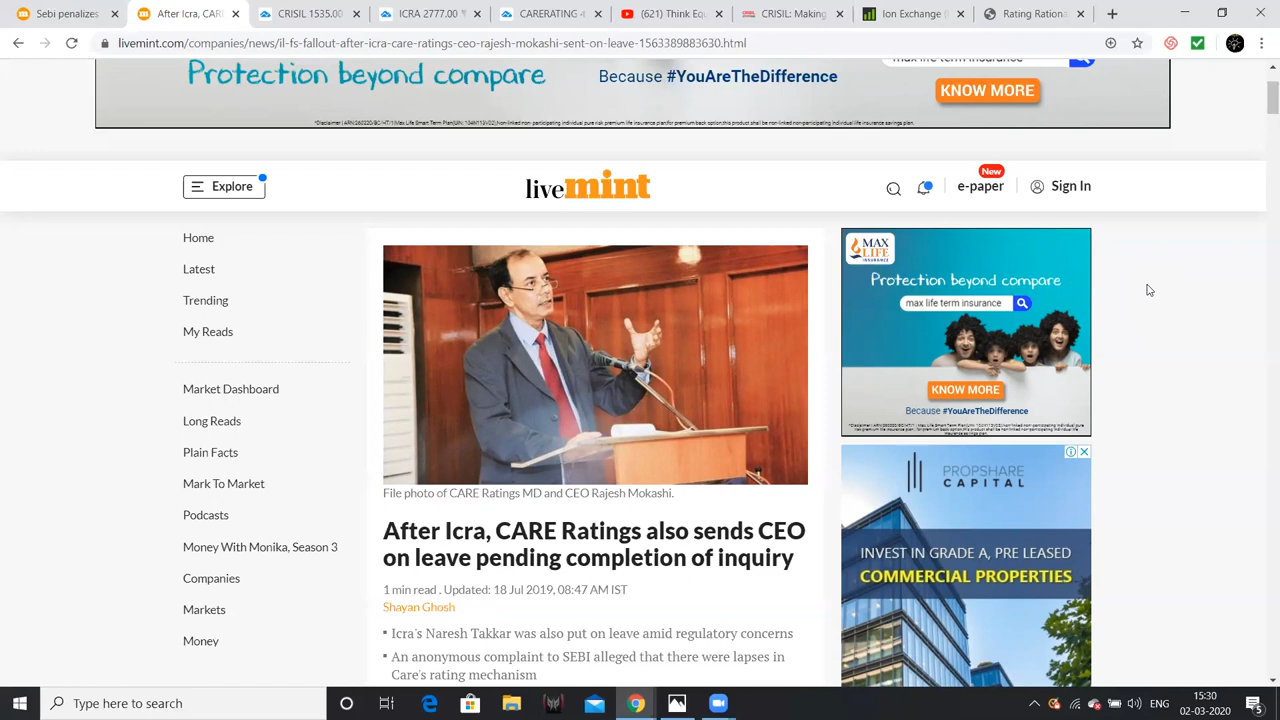 Sebi penalizes
After Icra, CARE
CRISIL 1535.00
ICRA 2777.00
CARERATING
(621) Think Equ
CRISIL: Massag
Ion Exchange (I
Rating Rationa
livemint.com/companies/news/il-fs-fallout-after-icra-care-ratings-ceo-rajesh-mokashi-sent-on-leave-1563389883630.html
Protection beyond compare
Because #YouAreTheDifference
max life term insurance
KNOW MORE
Explore
livemint
New
e-paper
Sign In
Home
Latest
Trending
My Reads
Market Dashboard
Long Reads
Plain Facts
Mark To Market
Podcasts
Money With Monika, Season 3
Companies
Markets
Money
File photo of CARE Ratings MD and CEO Rajesh Mokashi.
After Icra, CARE Ratings also sends CEO
on leave pending completion of inquiry
1 min read . Updated: 18 Jul 2019, 08:47 AM IST
Shayan Ghosh
Icra's Naresh Takkar was also put on leave amid regulatory concerns
An anonymous complaint to SEBI alleged that there were lapses in
Care's rating mechanism
MAX
LIFE
INSURANCE
Protection beyond compare
max life term insurance
KNOW MORE
Because #YouAreTheDifference
PROPSHARE
CAPITAL
INVEST IN GRADE A, PRE LEASED
COMMERCIAL PROPERTIES
Type here to search
ENG
15:30
02-03-2020
5